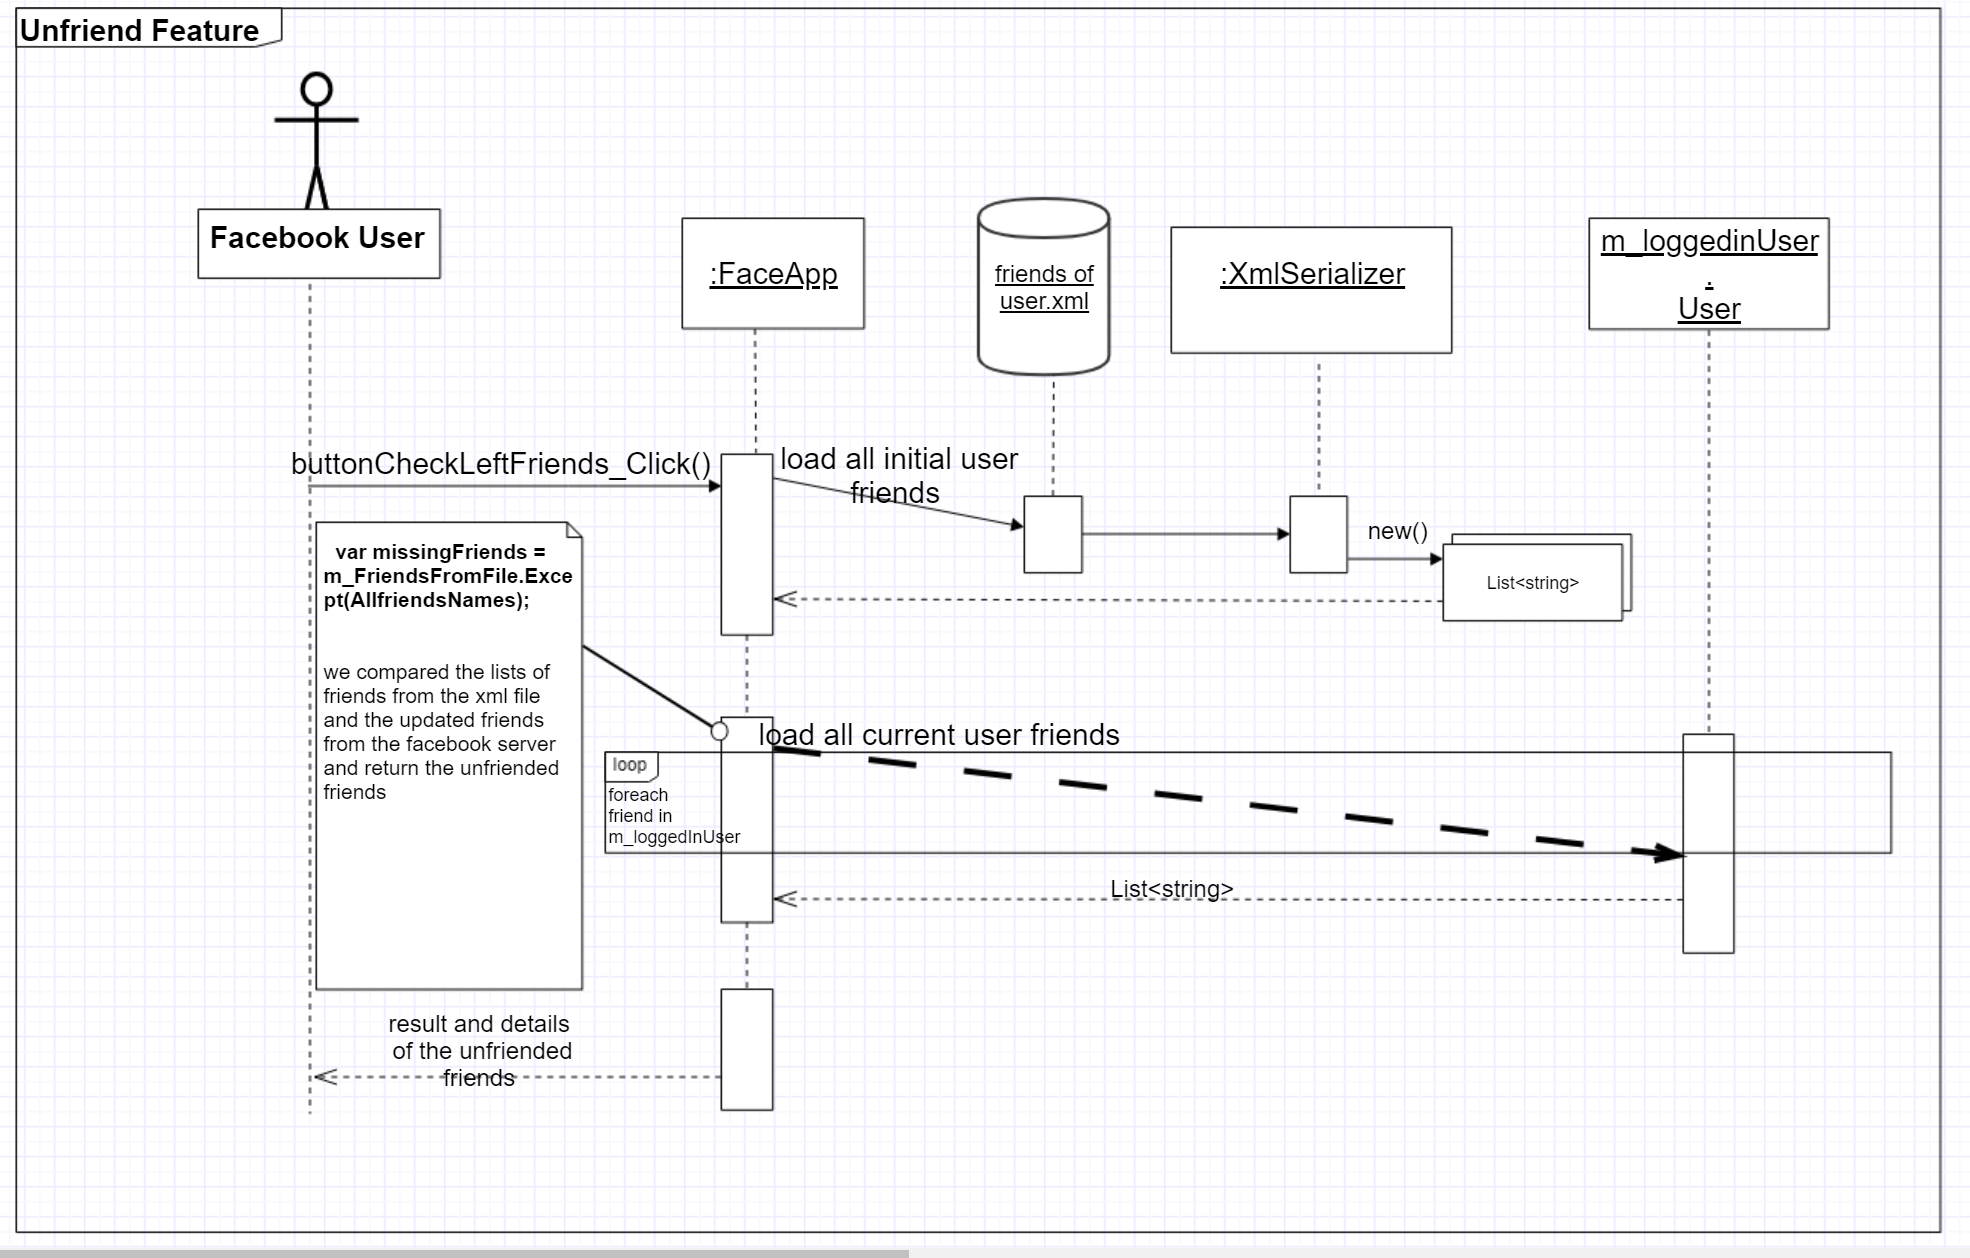 Unfriend Feature
Facebook User
:FaceApp
friends of
user.xml
:XmlSerializer
m_loggedinUser
:
User
buttonCheckLeftFriends_Click()
load all initial user
friends
new()
List<string>
var missingFriends =
m_FriendsFromFile.Exce
pt(AllfriendsNames);
we compared the lists of
friends from the xml file
and the updated friends
from the facebook server
and return the unfriended
friends
load all current user friends
loop
foreach
friend in
m_loggedInUser
List<string>
result and details
of the unfriended
friends